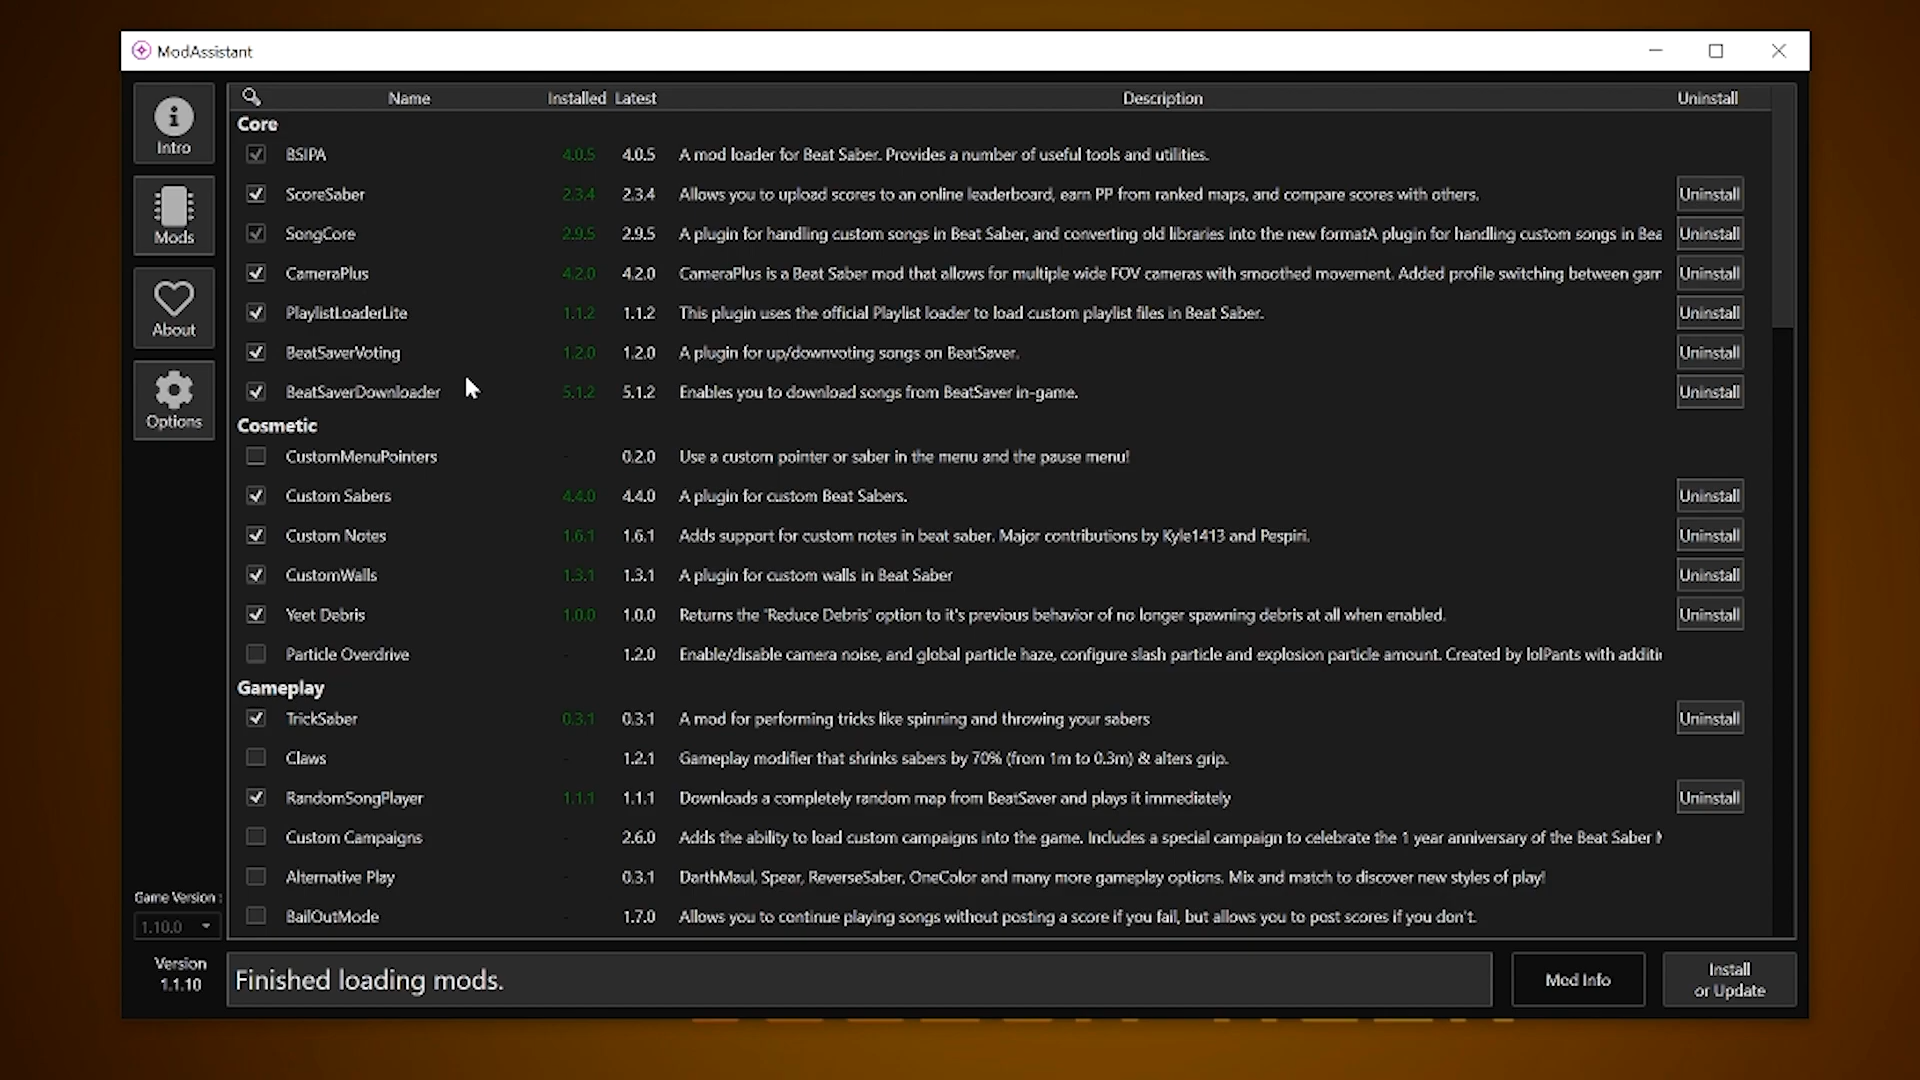 ModAssistant
Name Installed Latest Description Uninstall
Core
BSIPA 4.0.5 4.0.5 A mod loader for Beat Saber. Provides a number of useful tools and utilities.
ScoreSaber 2.3.4 2.3.4 Allows you to upload scores to an online leaderboard, earn PP from ranked maps, and compare scores with others. Uninstall
SongCore 2.9.5 2.9.5 A plugin for handling custom songs in Beat Saber, and converting old libraries into the new formatA plugin for handling custom songs in Bea Uninstall
CameraPlus 4.2.0 4.2.0 CameraPlus is a Beat Saber mod that allows for multiple wide FOV cameras with smoothed movement. Added profile switching between gam Uninstall
PlaylistLoaderLite 1.1.2 1.1.2 This plugin uses the official Playlist loader to load custom playlist files in Beat Saber. Uninstall
BeatSaverVoting 1.2.0 1.2.0 A plugin for up/downvoting songs on BeatSaver. Uninstall
BeatSaverDownloader 5.1.2 5.1.2 Enables you to download songs from BeatSaver in-game. Uninstall
Cosmetic
CustomMenuPointers - 0.2.0 Use a custom pointer or saber in the menu and the pause menu!
Custom Sabers 4.4.0 4.4.0 A plugin for custom Beat Sabers. Uninstall
Custom Notes 1.6.1 1.6.1 Adds support for custom notes in beat saber. Major contributions by Kyle1413 and Pespiri. Uninstall
CustomWalls 1.3.1 1.3.1 A plugin for custom walls in Beat Saber Uninstall
Yeet Debris 1.0.0 1.0.0 Returns the 'Reduce Debris' option to it's previous behavior of no longer spawning debris at all when enabled. Uninstall
Particle Overdrive - 1.2.0 Enable/disable camera noise, and global particle haze, configure slash particle and explosion particle amount. Created by lolPants with additi
Gameplay
TrickSaber 0.3.1 0.3.1 A mod for performing tricks like spinning and throwing your sabers Uninstall
Claws - 1.2.1 Gameplay modifier that shrinks sabers by 70% (from 1m to 0.3m) & alters grip.
RandomSongPlayer 1.1.1 1.1.1 Downloads a completely random map from BeatSaver and plays it immediately Uninstall
Custom Campaigns - 2.6.0 Adds the ability to load custom campaigns into the game. Includes a special campaign to celebrate the 1 year anniversary of the Beat Saber
Alternative Play - 0.3.1 DarthMaul, Spear, ReverseSaber, OneColor and many more gameplay options. Mix and match to discover new styles of play!
BailOutMode - 1.7.0 Allows you to continue playing songs without posting a score if you fail, but allows you to post scores if you don't.
Intro
Mods
About
Options
Game Version :
1.10.0
Version
1.1.10
Finished loading mods.
Mod Info
Install
or Update